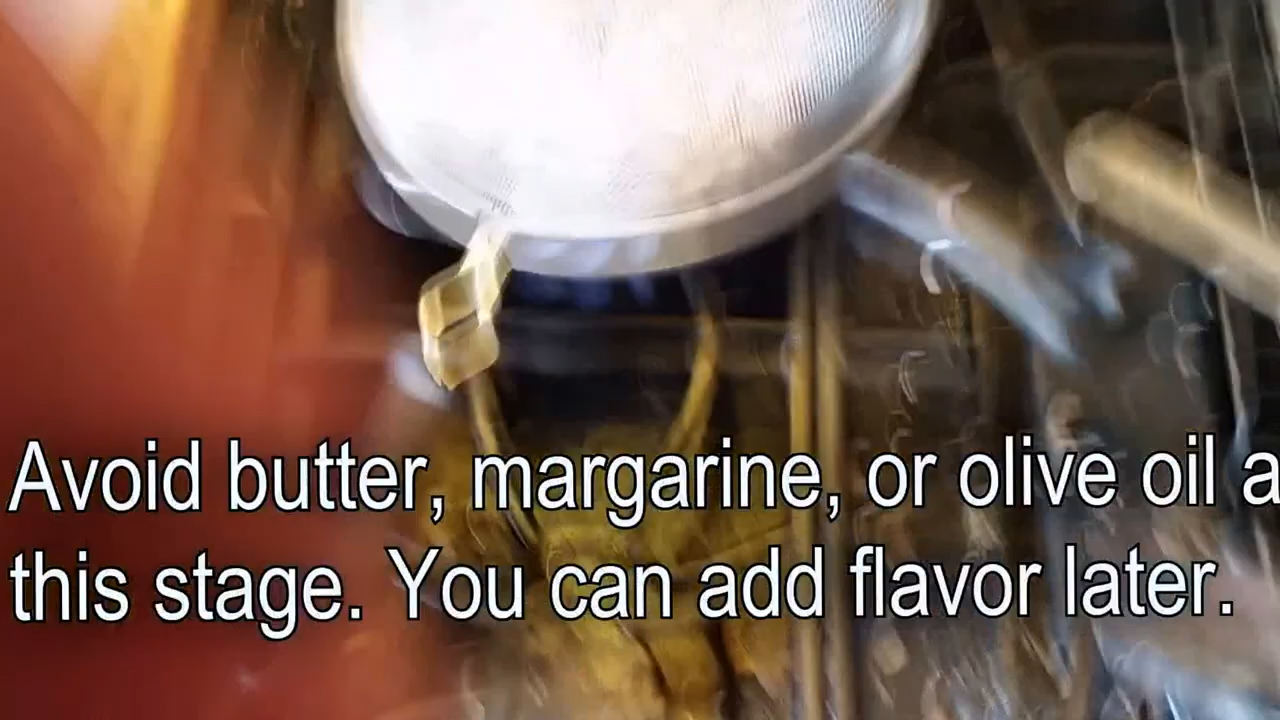 Avoid butter, margarine, or olive oil a
this stage. You can add flavor later.